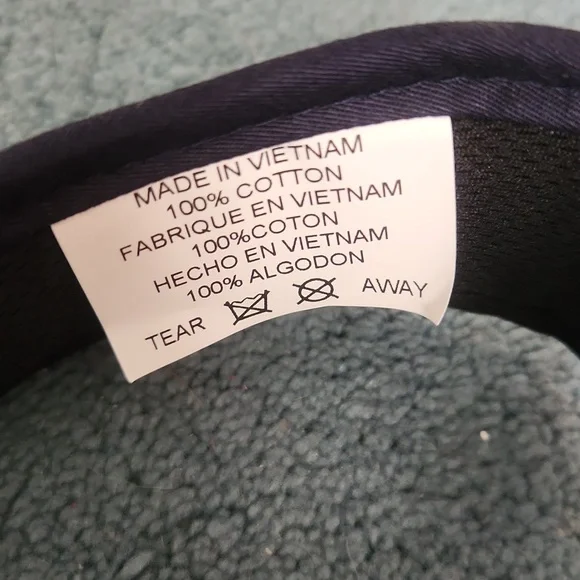 MADE IN VIETNAM
100% COTTON
FABRIQUE EN VIETNAM
100%COTON
HECHO EN VIETNAM
100% ALGODON
TEAR AWAY